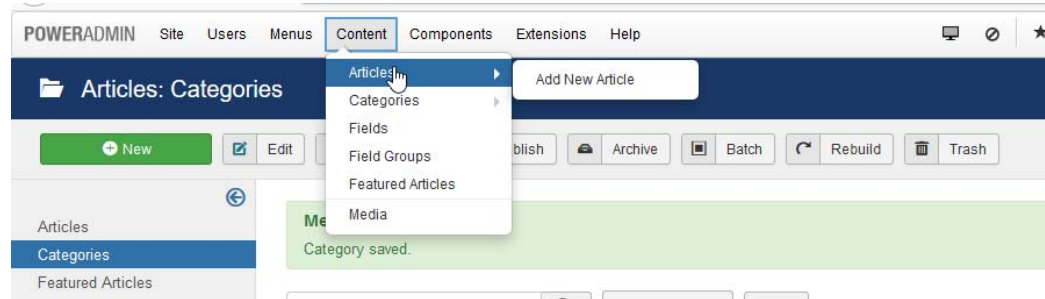 POWERADMIN Site Users Menus Content Components Extensions Help
Articles Add New Article
Articles: Categories
Categories
Fields
New Edit blish Archive Batch Rebuild Trash
Field Groups
Featured Articles
Media
Articles
Me
Categories
Category saved.
Featured Articles